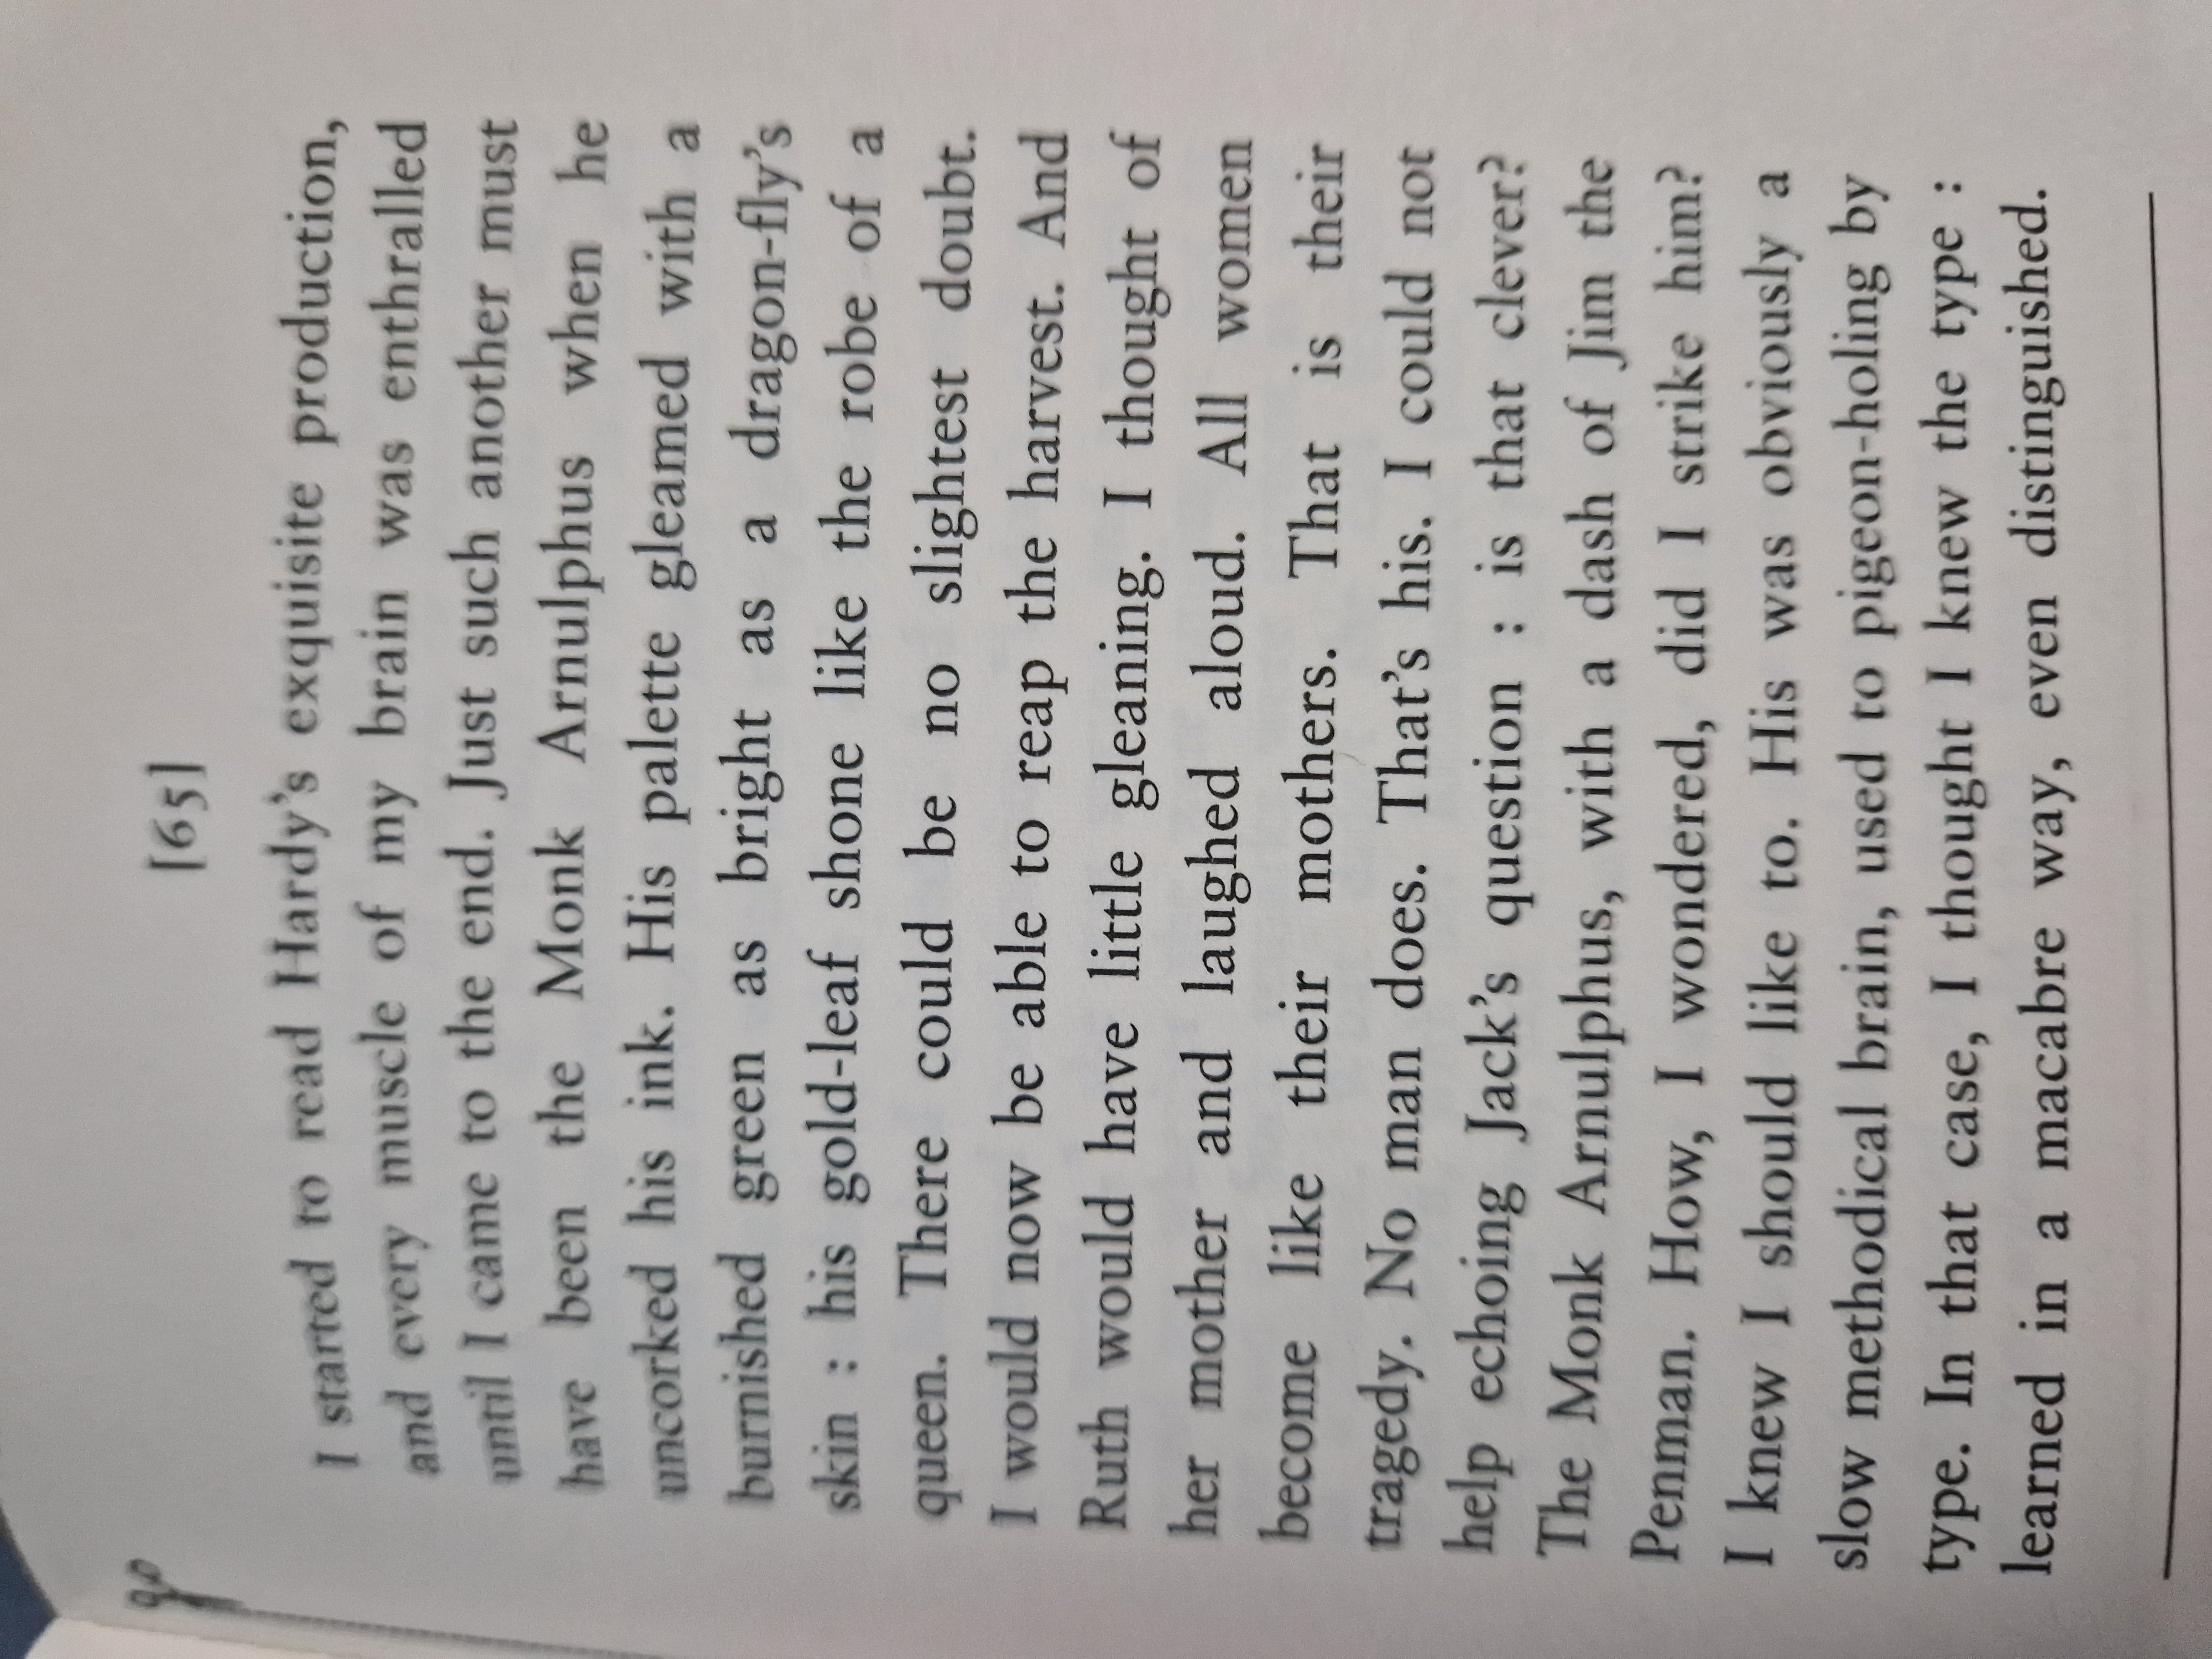 [65]
I started to read Hardy's exquisite production,
and every muscle of my brain was enthralled
until I came to the end. Just such another must
have been the Monk Arnulphus when he
uncorked his ink. His palette gleamed with a
burnished green as bright as a dragon-fly's
skin : his gold-leaf shone like the robe of a
queen. There could be no slightest doubt.
I would now be able to reap the harvest. And
Ruth would have little gleaning. I thought of
her mother and laughed aloud. All women
become like their mothers. That is their
tragedy. No man does. That's his. I could not
help echoing Jack's question : is that clever?
The Monk Arnulphus, with a dash of Jim the
Penman. How, I wondered, did I strike him?
I knew I should like to. His was obviously a
slow methodical brain, used to pigeon-holing by
type. In that case, I thought I knew the type :
learned in a macabre way, even distinguished.